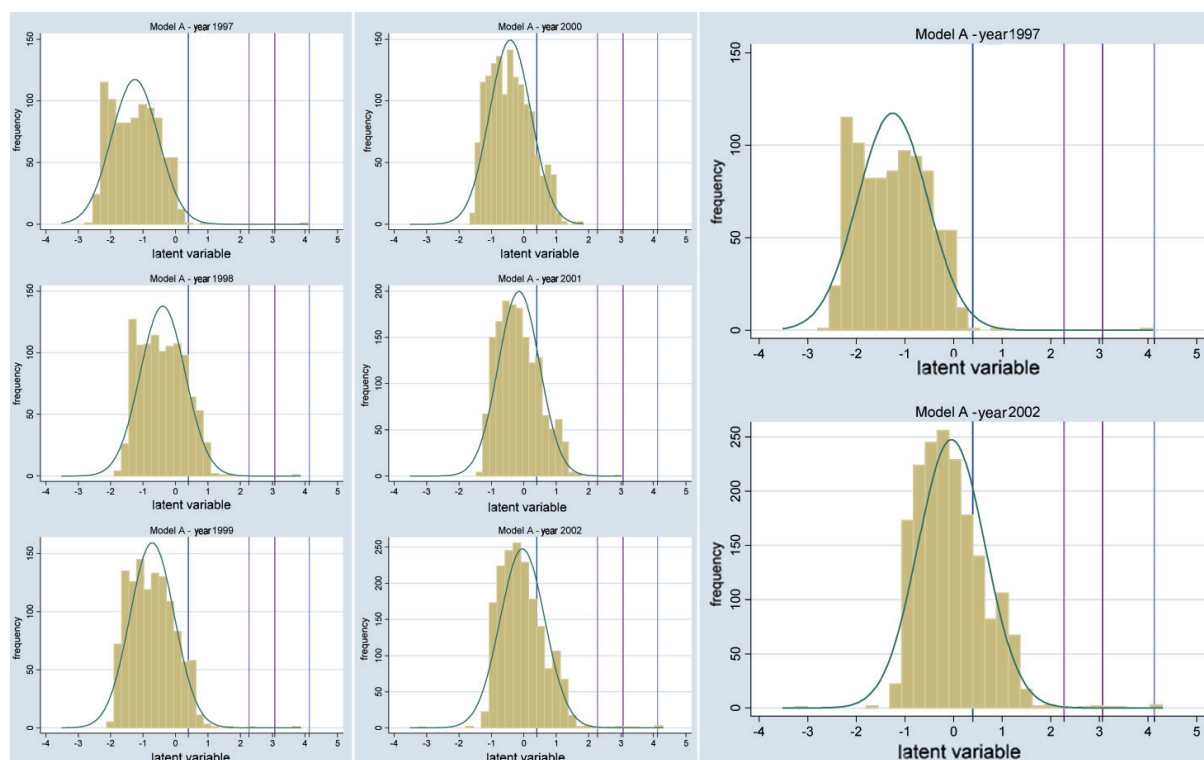 Model A - year 1997
frequency
150
100
50
0
-4 -3 -2 -1 0 1 2 3 4 5
latent variable
Model A - year 1998
frequency
150
100
50
0
-4 -3 -2 -1 0 1 2 3 4 5
latent variable
Model A - year 1999
frequency
150
100
50
0
-4 -3 -2 -1 0 1 2 3 4 5
latent variable
Model A - year 2000
frequency
150
100
50
0
-4 -3 -2 -1 0 1 2 3 4 5
latent variable
Model A - year 2001
frequency
200
150
100
50
0
-4 -3 -2 -1 0 1 2 3 4 5
latent variable
Model A - year 2002
frequency
250
200
150
100
50
0
-4 -3 -2 -1 0 1 2 3 4 5
latent variable
Model A - year 1997
frequency
150
100
50
0
-4 -3 -2 -1 0 1 2 3 4 5
latent variable
Model A - year 2002
frequency
250
200
150
100
50
0
-4 -3 -2 -1 0 1 2 3 4 5
latent variable